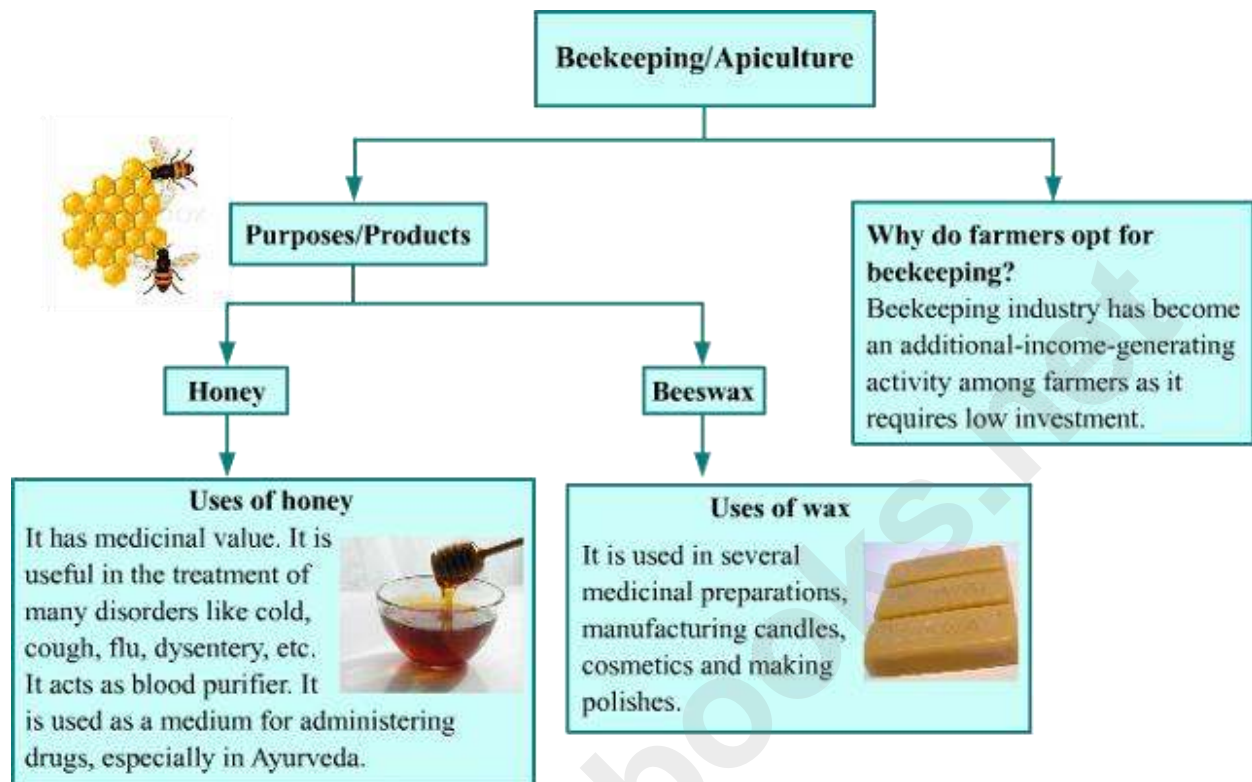 Beekeeping/Apiculture
Purposes/Products
Why do farmers opt for
beekeeping?
Beekeeping industry has become
an additional-income-generating
activity among farmers as it
requires low investment.
Honey
Beeswax
Uses of honey
It has medicinal value. It is
useful in the treatment of
many disorders like cold,
cough, flu, dysentery, etc.
It acts as blood purifier. It
is used as a medium for administering
drugs, especially in Ayurveda.
Uses of wax
It is used in several
medicinal preparations,
manufacturing candles,
cosmetics and making
polishes.
books.net